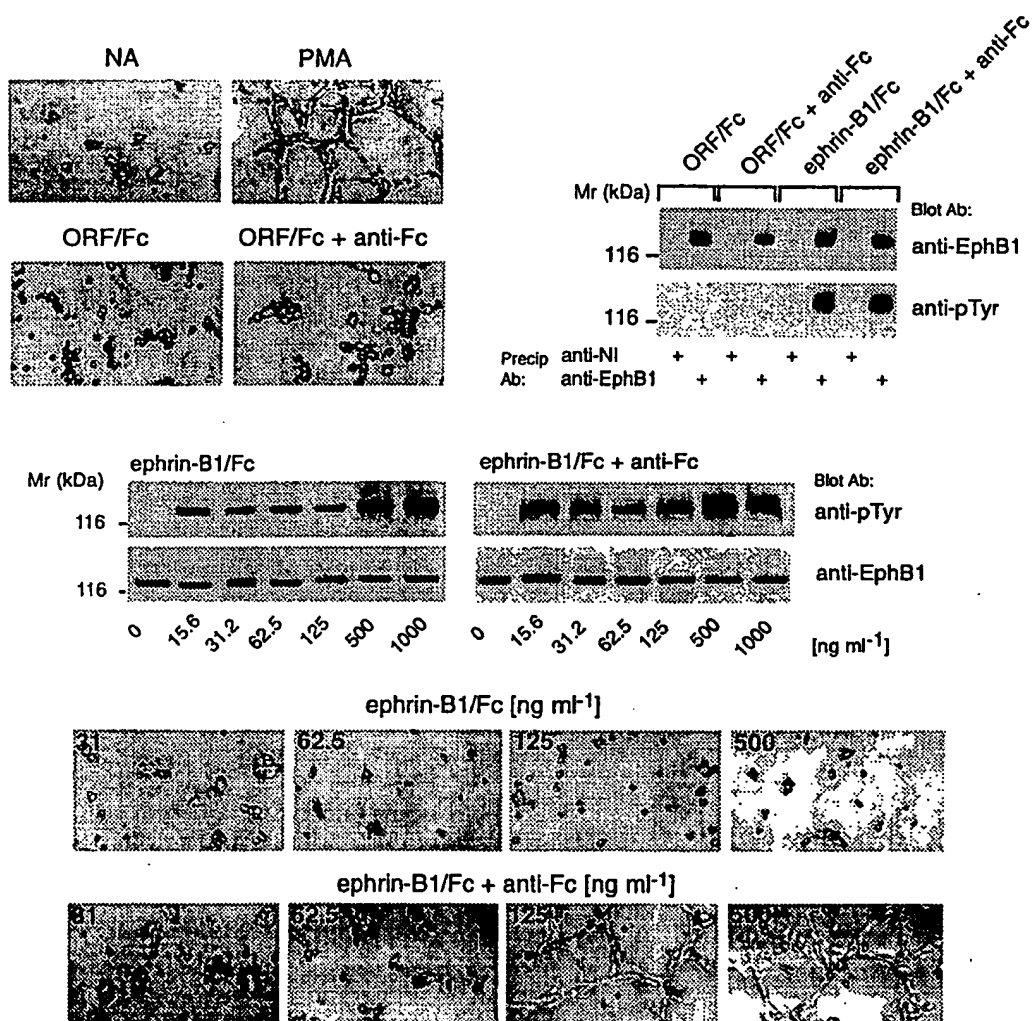 NA PMA
ORF/Fc ORF/Fc + anti-Fc
ORF/Fc
ORF/Fc + anti-Fc
ephrin-B1/Fc
ephrin-B1/Fc + anti-Fc
Mr (kDa)
Blot Ab:
116 anti-EphB1
116 anti-pTyr
Precip anti-NI + + + +
Ab: anti-EphB1 + + + +
ephrin-B1/Fc ephrin-B1/Fc + anti-Fc
Mr (kDa) Blot Ab:
116 anti-pTyr
116 anti-EphB1
0 15.6 31.2 62.5 125 500 1000 0 15.6 31.2 62.5 125 500 1000 [ng ml-1]
ephrin-B1/Fc [ng ml-1]
31 62.5 125 500
ephrin-B1/Fc + anti-Fc [ng ml-1]
31 62.5 125 500